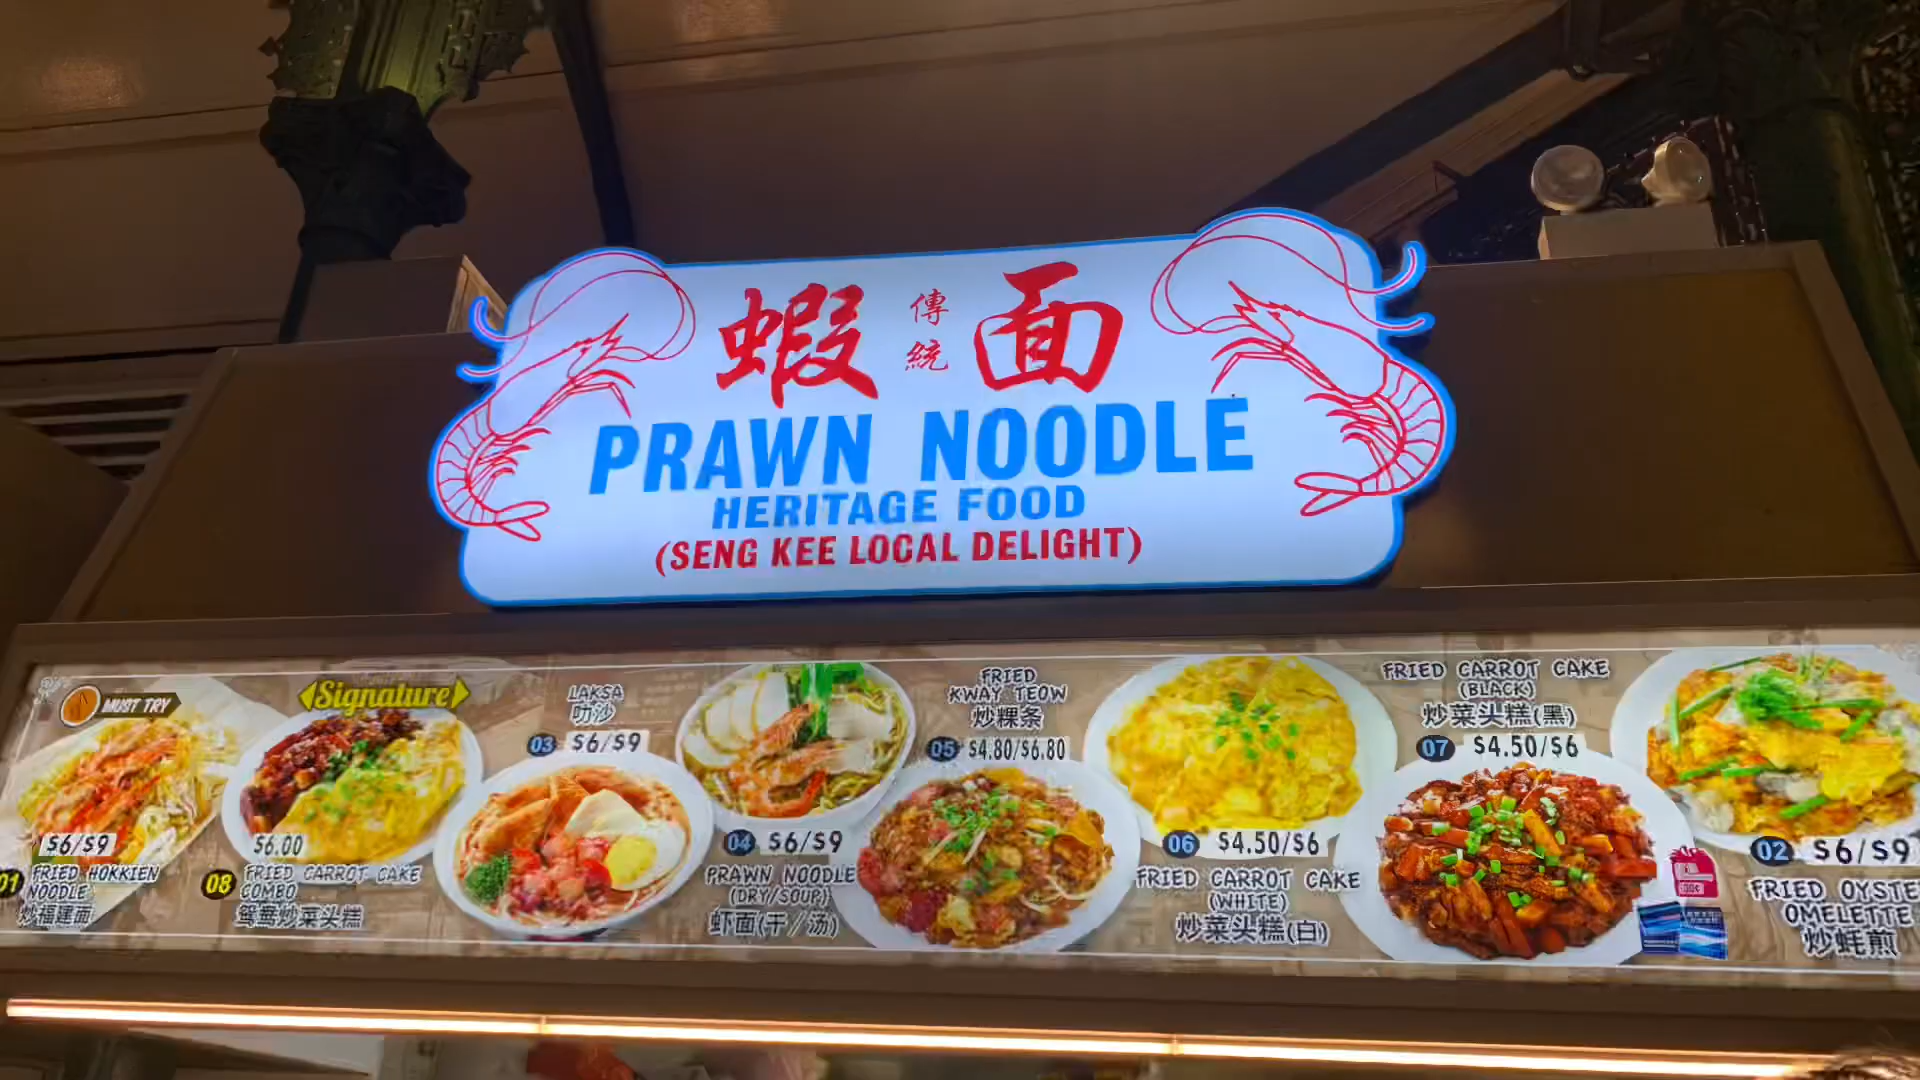 蝦 傳統 面
PRAWN NOODLE
HERITAGE FOOD
(SENG KEE LOCAL DELIGHT)
MUST TRY
$6/$9
01 FRIED HOKKIEN
NOODLE
炒福建面
Signature
$6.00
08 FRIED CARROT CAKE
COMBO
鸳鸯炒菜头糕
LAKSA
叻沙
03 $6/$9
04 $6/$9
PRAWN NOODLE
(DRY/SOUP)
虾面(干/汤)
FRIED
KWAY TEOW
炒粿条
05 $4.80/$6.80
06 $4.50/$6
FRIED CARROT CAKE
(WHITE)
炒菜头糕(白)
FRIED CARROT CAKE
(BLACK)
炒菜头糕(黑)
07 $4.50/$6
02 $6/$9
FRIED OYSTE
OMELETTE
炒蚝煎